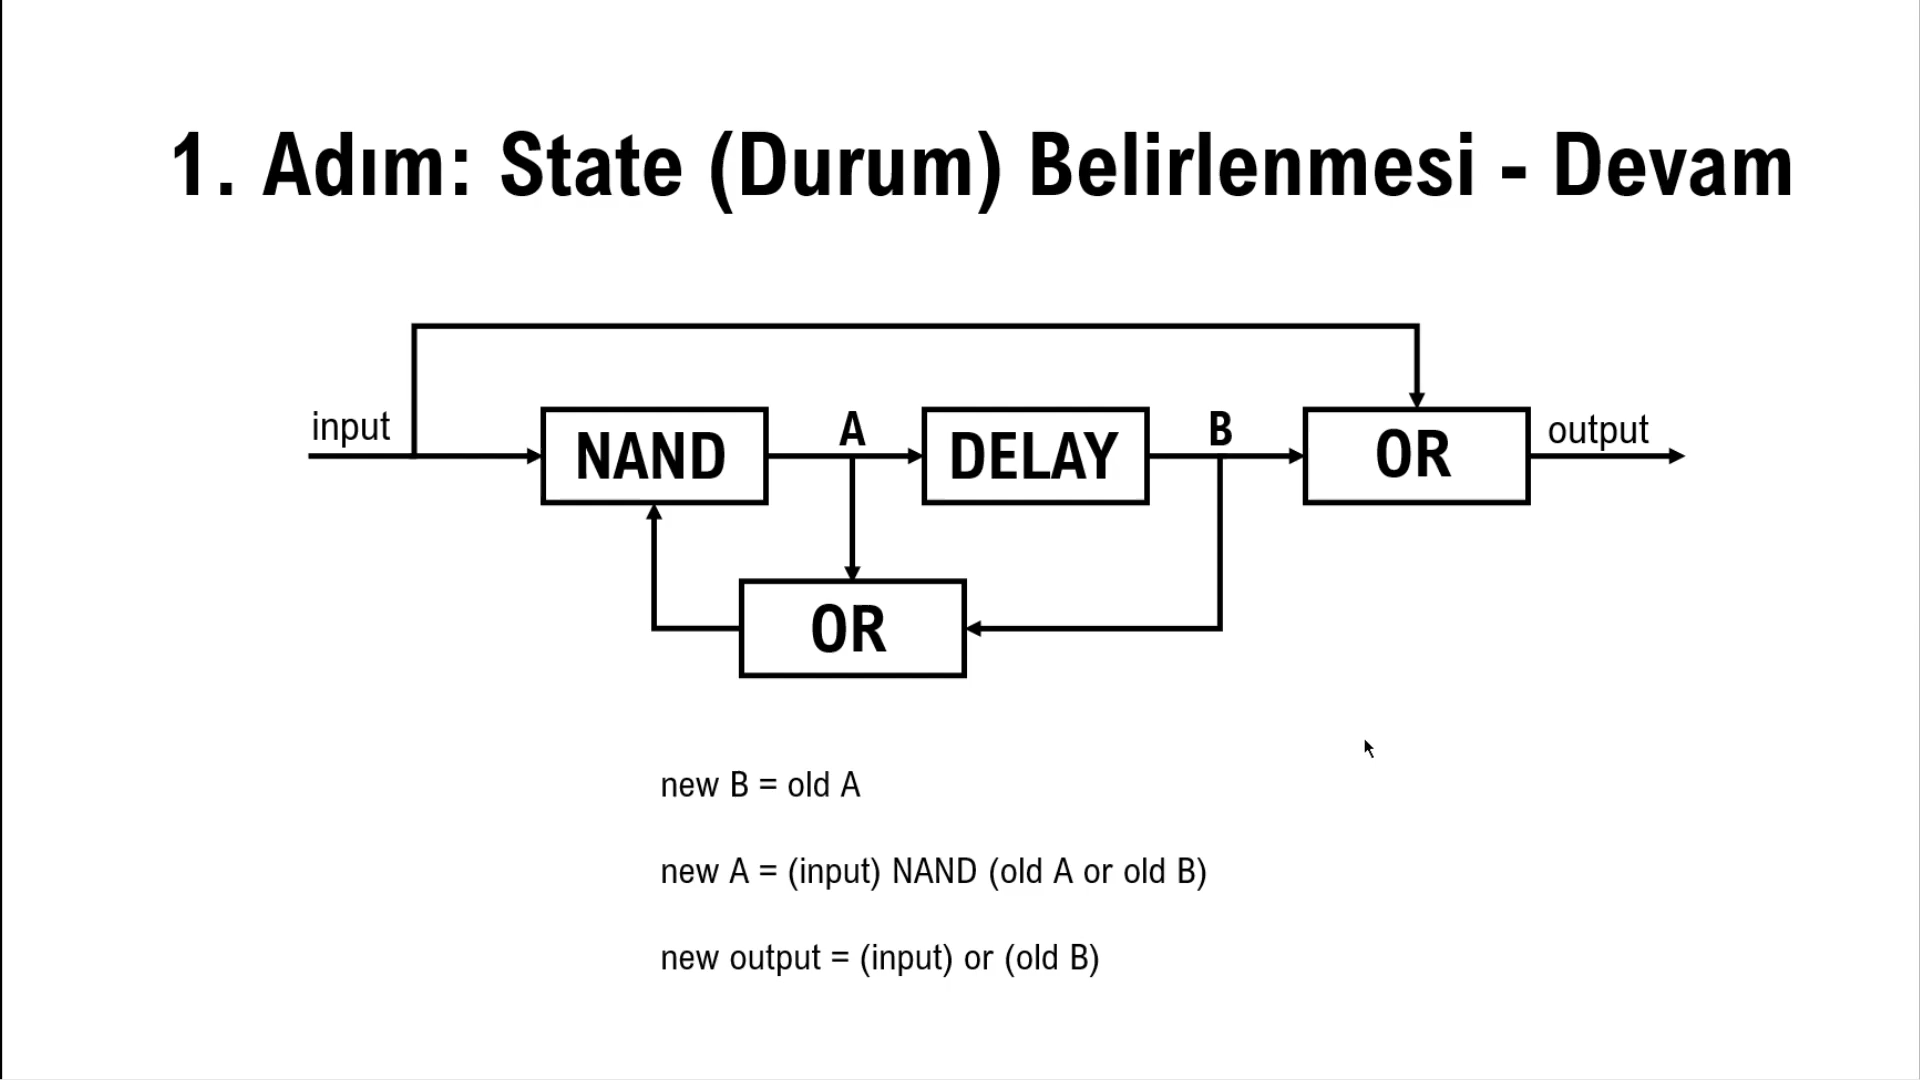 1. Adım: State (Durum) Belirlenmesi - Devam
input
NAND
A
DELAY
B
OR
output
OR
new B = old A
new A = (input) NAND (old A or old B)
new output = (input) or (old B)